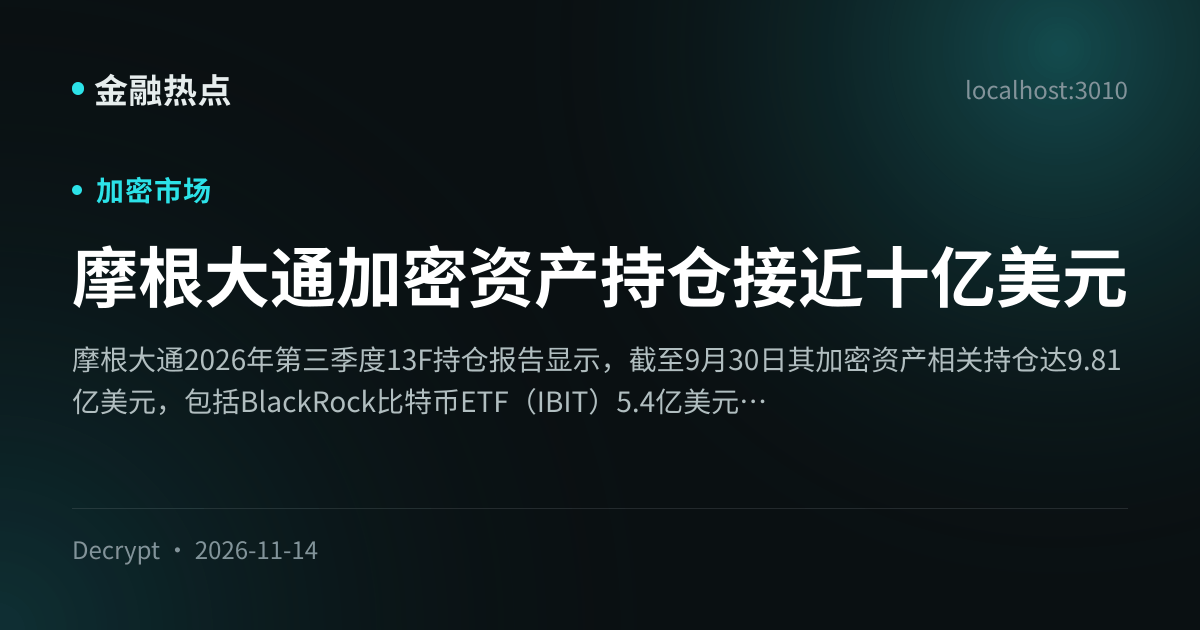 金融热点
localhost:3010
加密市场
摩根大通加密资产持仓接近十亿美元
摩根大通2026年第三季度13F持仓报告显示，截至9月30日其加密资产相关持仓达9.81
亿美元，包括BlackRock比特币ETF（IBIT）5.4亿美元…
Decrypt · 2026-11-14